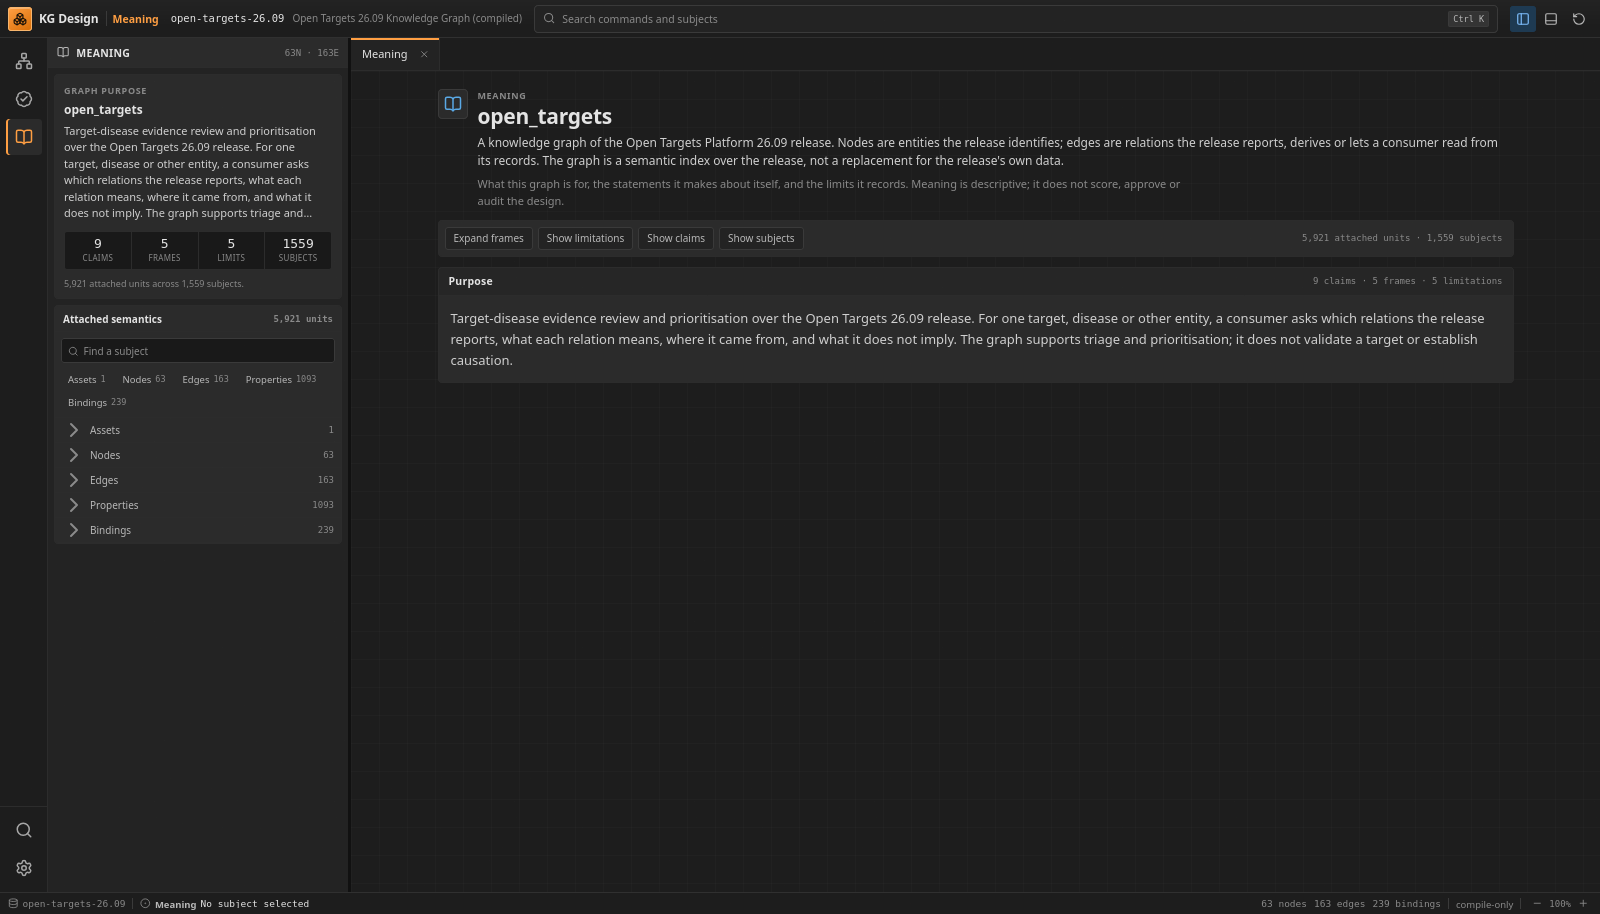 KG Design Meaning open-targets-26.09 Open Targets 26.09 Knowledge Graph (compiled) Search commands and subjects Ctrl K
MEANING 63N · 163E
GRAPH PURPOSE
open_targets
Target-disease evidence review and prioritisation
over the Open Targets 26.09 release. For one
target, disease or other entity, a consumer asks
which relations the release reports, what each
relation means, where it came from, and what it
does not imply. The graph supports triage and...
9 5 5 1559
CLAIMS FRAMES LIMITS SUBJECTS
5,921 attached units across 1,559 subjects.
Attached semantics 5,921 units
Find a subject
Assets 1 Nodes 63 Edges 163 Properties 1093
Bindings 239
Assets 1
Nodes 63
Edges 163
Properties 1093
Bindings 239
Meaning
MEANING
open_targets
A knowledge graph of the Open Targets Platform 26.09 release. Nodes are entities the release identifies; edges are relations the release reports, derives or lets a consumer read from
its records. The graph is a semantic index over the release, not a replacement for the release's own data.
What this graph is for, the statements it makes about itself, and the limits it records. Meaning is descriptive; it does not score, approve or
audit the design.
Expand frames Show limitations Show claims Show subjects 5,921 attached units · 1,559 subjects
Purpose 9 claims · 5 frames · 5 limitations
Target-disease evidence review and prioritisation over the Open Targets 26.09 release. For one target, disease or other entity, a consumer asks which relations the release
reports, what each relation means, where it came from, and what it does not imply. The graph supports triage and prioritisation; it does not validate a target or establish
causation.
open-targets-26.09 Meaning No subject selected 63 nodes 163 edges 239 bindings compile-only − 100% +